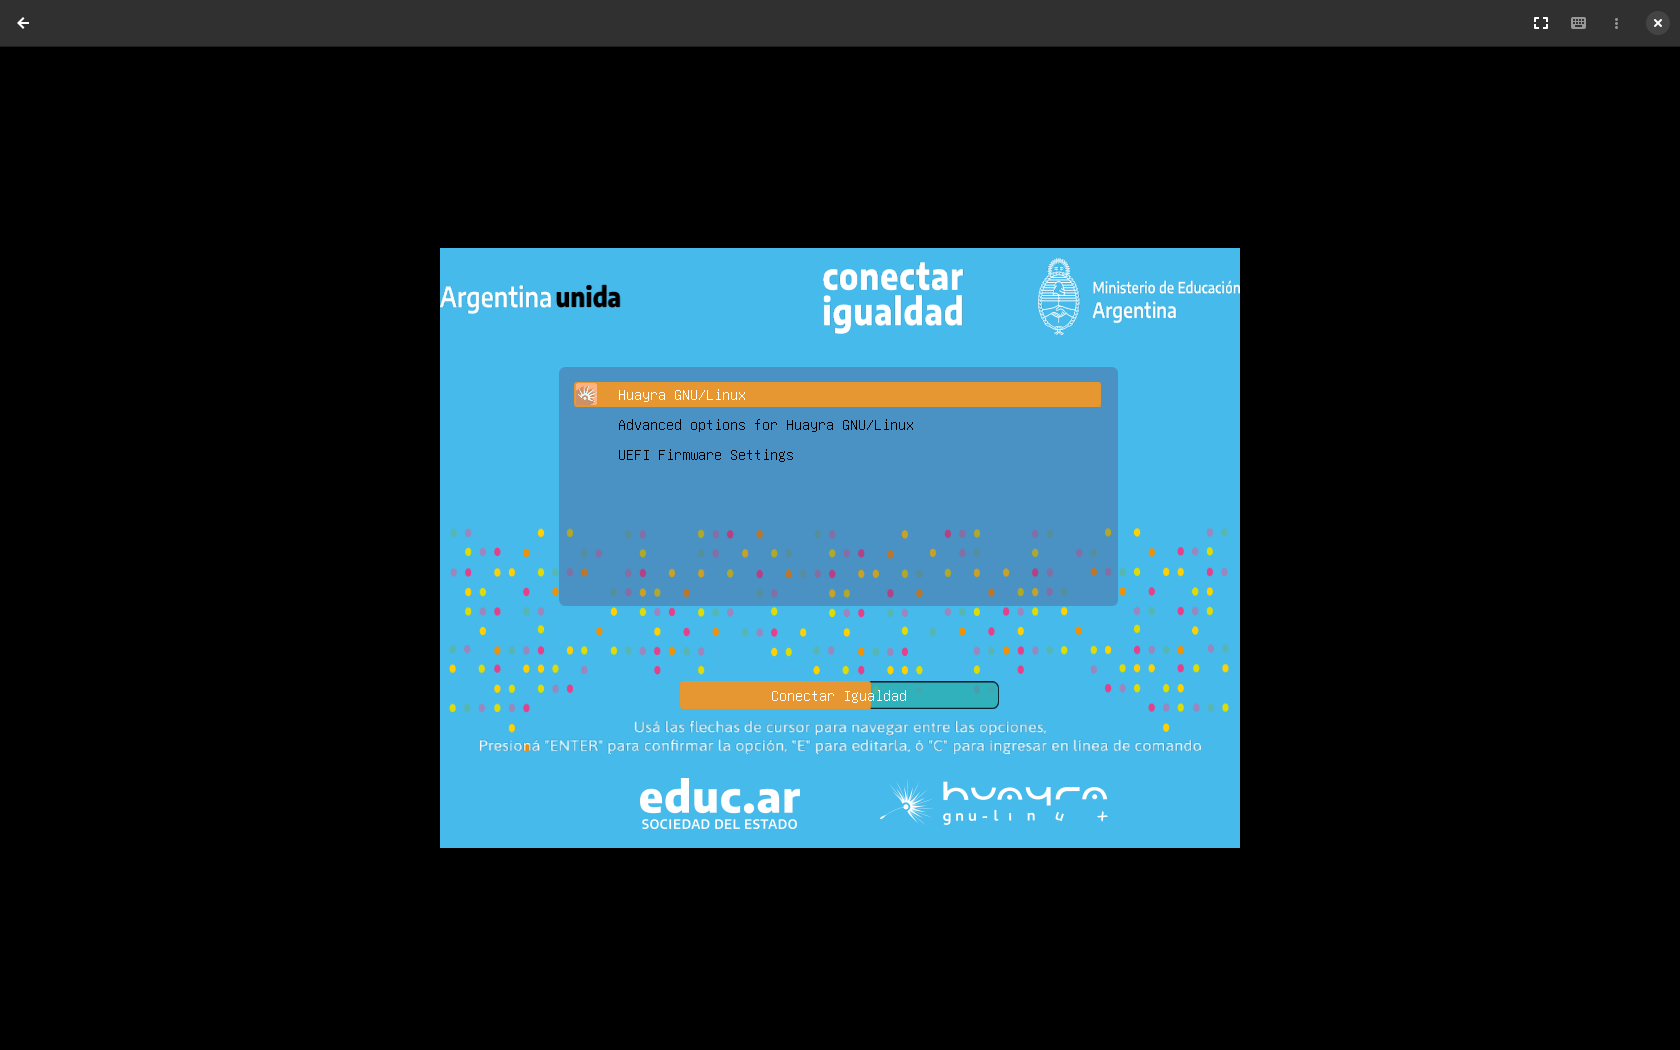 Argentina unida
conectar
igualdad
Ministerio de Educación
Argentina
Huayra GNU/Linux
Advanced options for Huayra GNU/Linux
UEFI Firmware Settings
Conectar Igualdad
Usá las flechas de cursor para navegar entre las opciones,
Presioná "ENTER" para confirmar la opción, "E" para editarla, ó "C" para ingresar en línea de comando
educ.ar
SOCIEDAD DEL ESTADO
huayra
gnu-linux